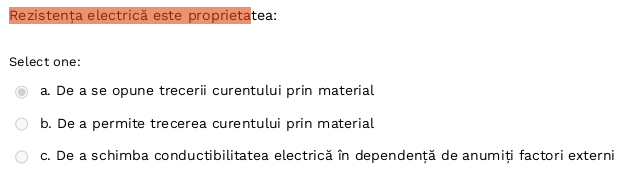 Rezistența electrică este proprietatea:
Select one:
a. De a se opune trecerii curentului prin material
b. De a permite trecerea curentului prin material
c. De a schimba conductibilitatea electrică în dependență de anumiți factori externi